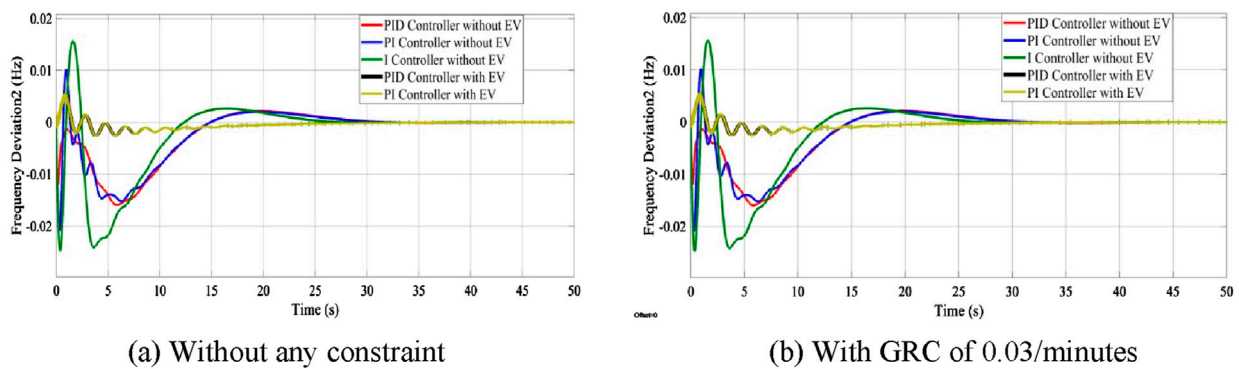 0.02
0.01
0
-0.01
-0.02
Frequency Deviation2 (Hz)
PID Controller without EV
PI Controller without EV
I Controller without EV
PID Controller with EV
PI Controller with EV
0 5 10 15 20 25 30 35 40 45 50
Time (s)
(a) Without any constraint
0.02
0.01
0
-0.01
-0.02
Frequency Deviation2 (Hz)
PID Controller without EV
PI Controller without EV
I Controller without EV
PID Controller with EV
PI Controller with EV
0 5 10 15 20 25 30 35 40 45 50
Offset=0
Time (s)
(b) With GRC of 0.03/minutes